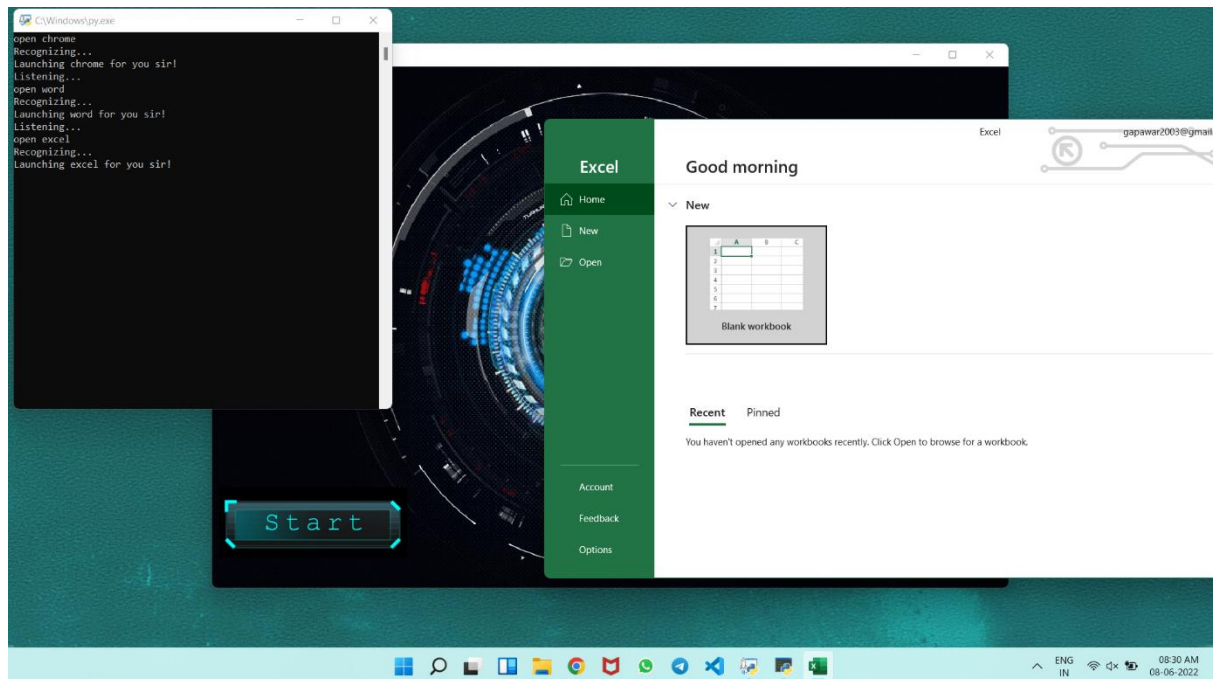 C:\Windows\py.exe
open chrome
Recognizing...
Launching chrome for you sir!
Listening...
open word
Recognizing...
Launching word for you sir!
Listening...
open excel
Recognizing...
Launching excel for you sir!
Start
Excel
gapawar2003@gmail
Excel
Home
New
Open
Account
Feedback
Options
Good morning
New
A B C
1
2
3
4
5
6
7
Blank workbook
Recent Pinned
You haven't opened any workbooks recently. Click Open to browse for a workbook.
ENG
IN
08:30 AM
08-06-2022